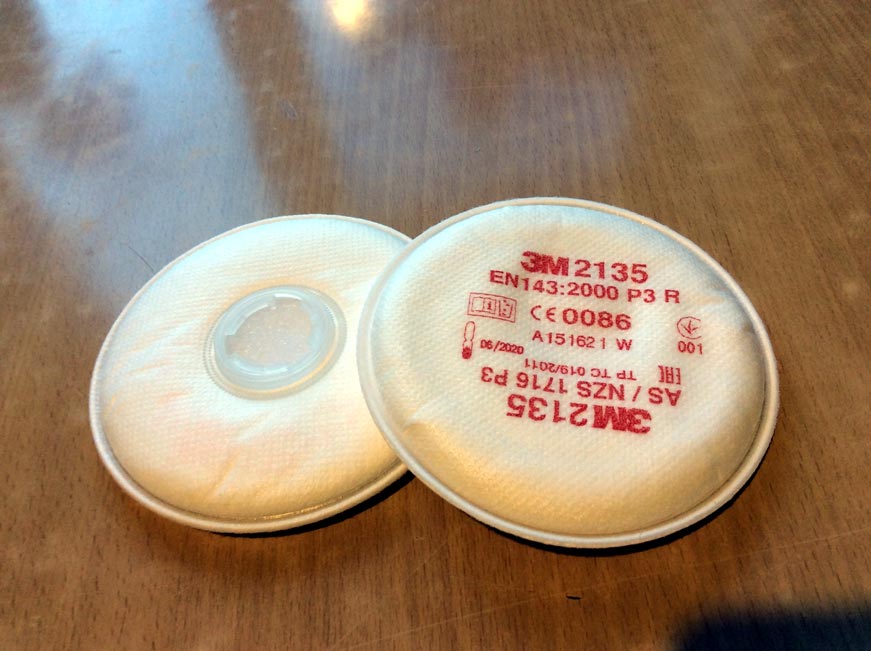 3M 2135
EN143:2000 P3 R
CE 0086
A151621 W
06/2020
001
TP TC 019/2011
EAC
AS / NZS 1716 P3
3M 2135